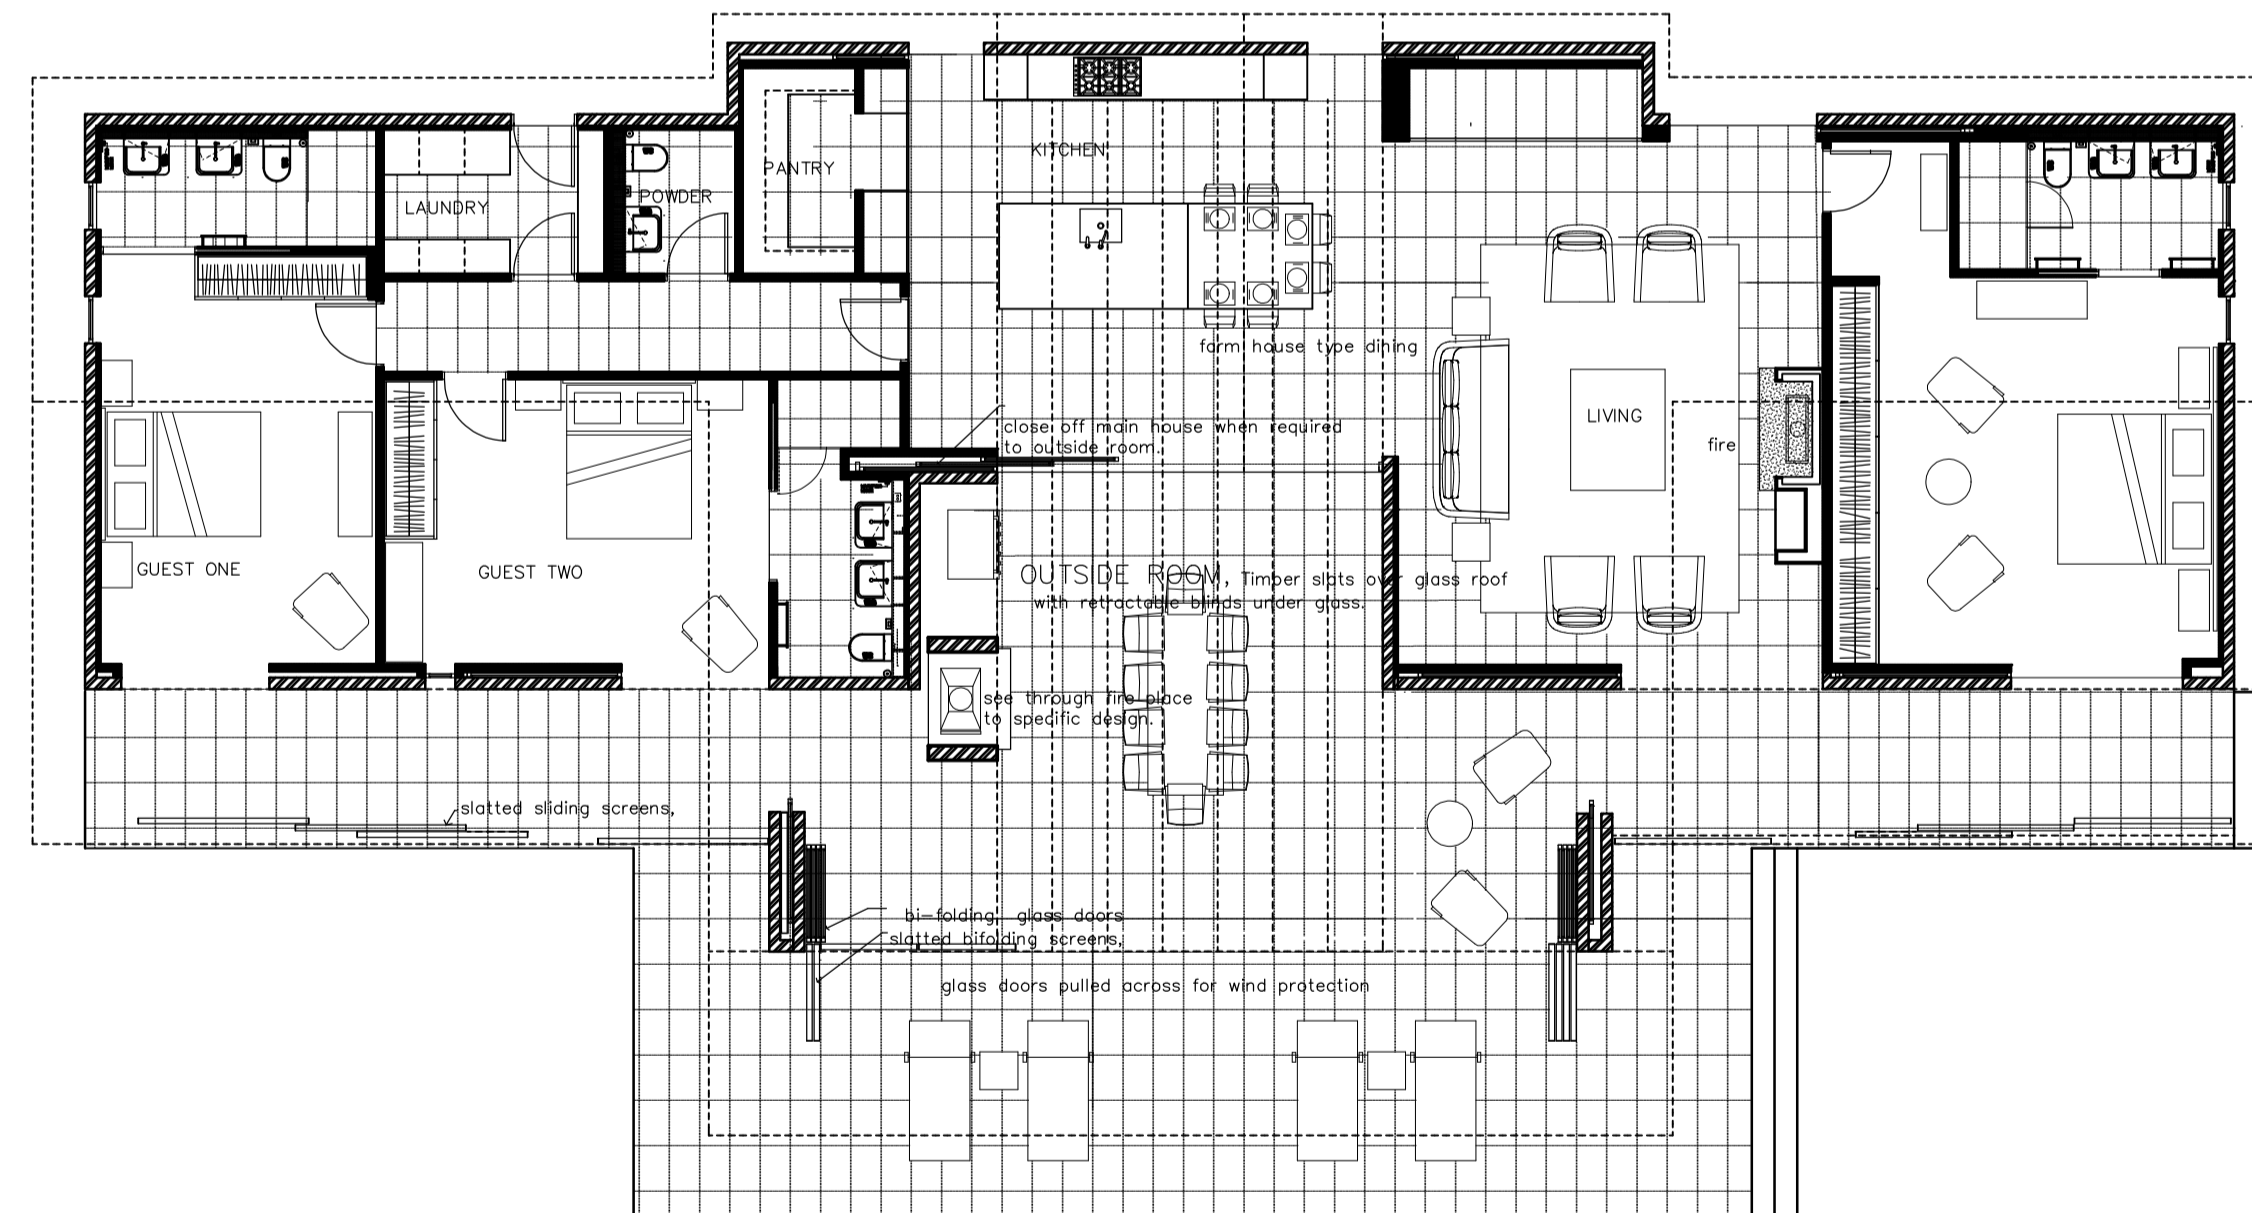 PANTRY
KITCHEN
POWDER
LAUNDRY
farm house type dining
LIVING
close off main house when required
to outside room.
fire
GUEST ONE
GUEST TWO
OUTSIDE ROOM, Timber slats over glass roof
with retractable blinds under glass.
see through fire place
to specific design.
slatted sliding screens,
bi-folding glass doors
slatted bifolding screens,
glass doors pulled across for wind protection